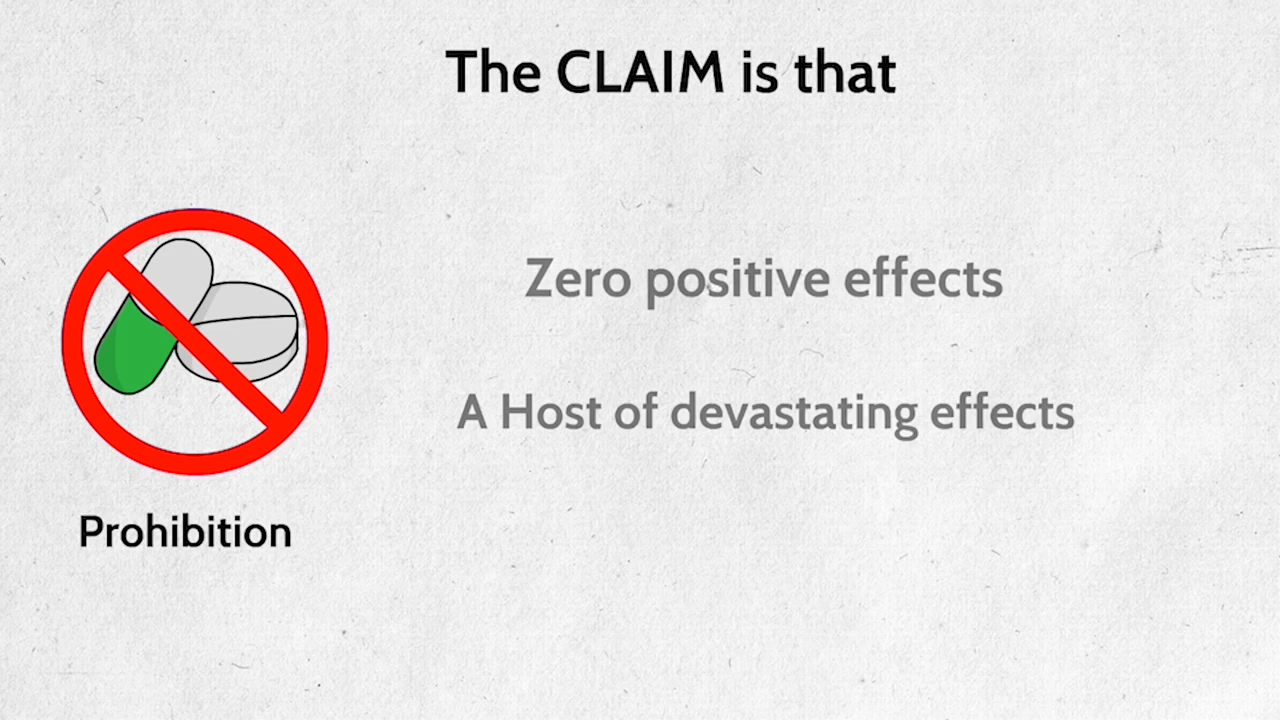 The CLAIM is that
Zero positive effects
A Host of devastating effects
Prohibition